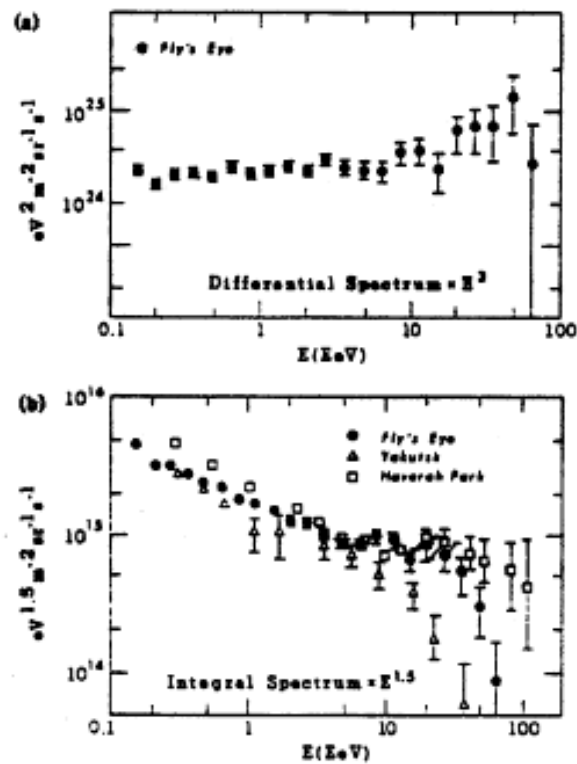 (a)
● Fly's Eye
10^25
10^24
eV^2 m^-2 sr^-1 s^-1
Differential Spectrum × E^3
0.1 1 10 100
E(EeV)
(b)
10^16
● Fly's Eye
△ Yakutsk
□ Haverah Park
10^15
10^14
eV^1.5 m^-2 sr^-1 s^-1
Integral Spectrum × E^1.5
0.1 1 10 100
E(EeV)